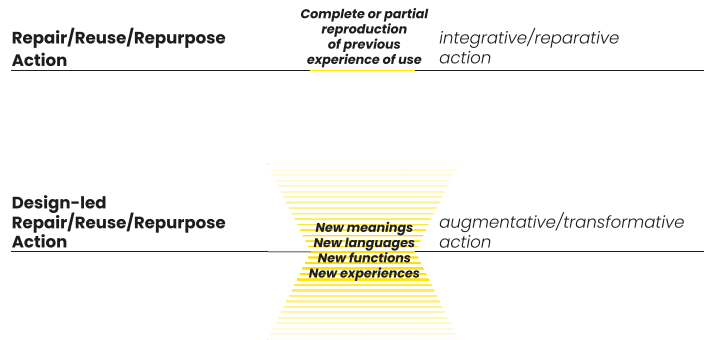 Repair/Reuse/Repurpose
Action
Complete or partial
reproduction
of previous
experience of use
integrative/reparative
action
Design-led
Repair/Reuse/Repurpose
Action
New meanings
New languages
New functions
New experiences
augmentative/transformative
action